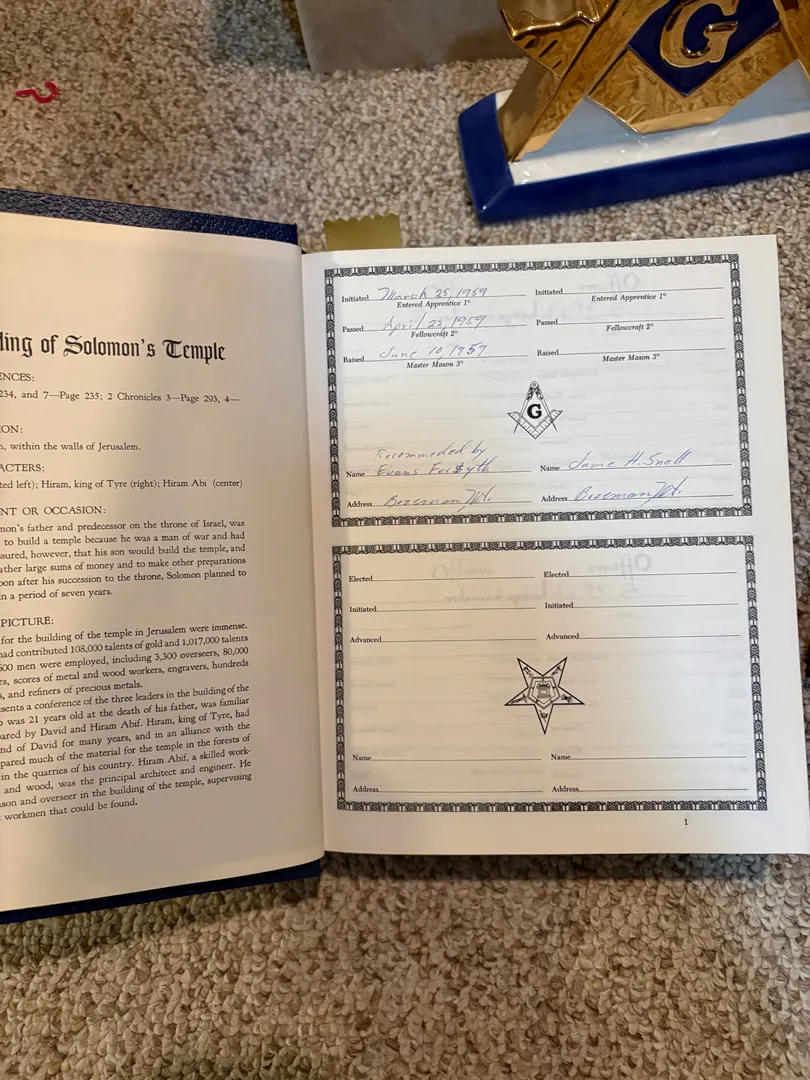 ding of Solomon's Temple
ENCES:
234, and 7—Page 235; 2 Chronicles 3—Page 293, 4—
ION:
n, within the walls of Jerusalem.
ACTERS:
ted left); Hiram, king of Tyre (right); Hiram Abi (center)
NT OR OCCASION:
mon's father and predecessor on the throne of Israel, was
to build a temple because he was a man of war and had
sured, however, that his son would build the temple, and
ather large sums of money and to make other preparations
oon after his succession to the throne, Solomon planned to
n a period of seven years.
PICTURE:
for the building of the temple in Jerusalem were immense.
had contributed 108,000 talents of gold and 1,017,000 talents
600 men were employed, including 3,300 overseers, 80,000
rs, scores of metal and wood workers, engravers, hundreds
s, and refiners of precious metals.
esents a conference of the three leaders in the building of the
o was 21 years old at the death of his father, was familiar
pared by David and Hiram Abif. Hiram, king of Tyre, had
nd of David for many years, and in an alliance with the
pared much of the material for the temple in the forests of
in the quarries of his country. Hiram Abif, a skilled work-
and wood, was the principal architect and engineer. He
ason and overseer in the building of the temple, supervising
workmen that could be found.
G
Initiated March 25, 1959 Initiated
Entered Apprentice 1° Entered Apprentice 1°
Passed April 23, 1959 Passed
Fellowcraft 2° Fellowcraft 2°
Raised June 10, 1959 Raised
Master Mason 3° Master Mason 3°
G
Recommeded by
Name Evans Forsyth Name Jame H. Snell
Address Bozeman Mt. Address Bozeman Mt.
Elected Elected
Initiated Initiated
Advanced Advanced
Name Name
Address Address
1